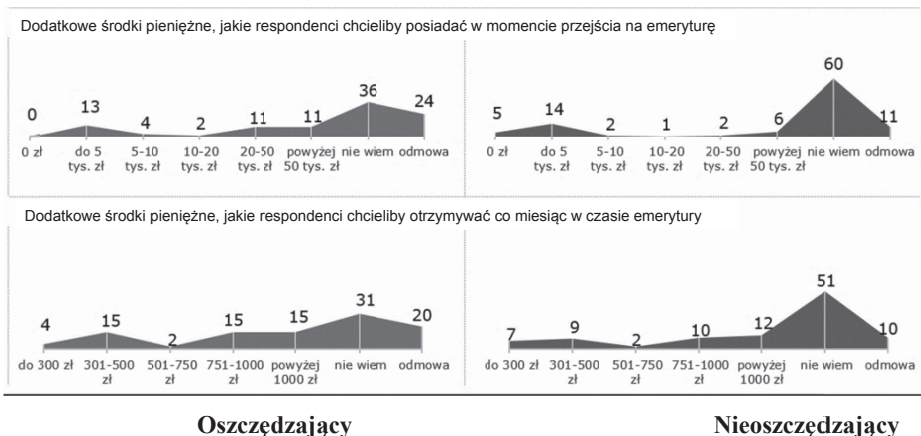 Dodatkowe środki pieniężne, jakie respondenci chcieliby posiadać w momencie przejścia na emeryturę
0 13 4 2 11 11 36 24
0 zł do 5 tys. zł 5-10 tys. zł 10-20 tys. zł 20-50 tys. zł powyżej 50 tys. zł nie wiem odmowa
5 14 2 1 2 6 60 11
0 zł do 5 tys. zł 5-10 tys. zł 10-20 tys. zł 20-50 tys. zł powyżej 50 tys. zł nie wiem odmowa
Dodatkowe środki pieniężne, jakie respondenci chcieliby otrzymywać co miesiąc w czasie emerytury
4 15 2 15 15 31 20
do 300 zł 301-500 zł 501-750 zł 751-1000 zł powyżej 1000 zł nie wiem odmowa
7 9 2 10 12 51 10
do 300 zł 301-500 zł 501-750 zł 751-1000 zł powyżej 1000 zł nie wiem odmowa
Oszczędzający
Nieoszczędzający